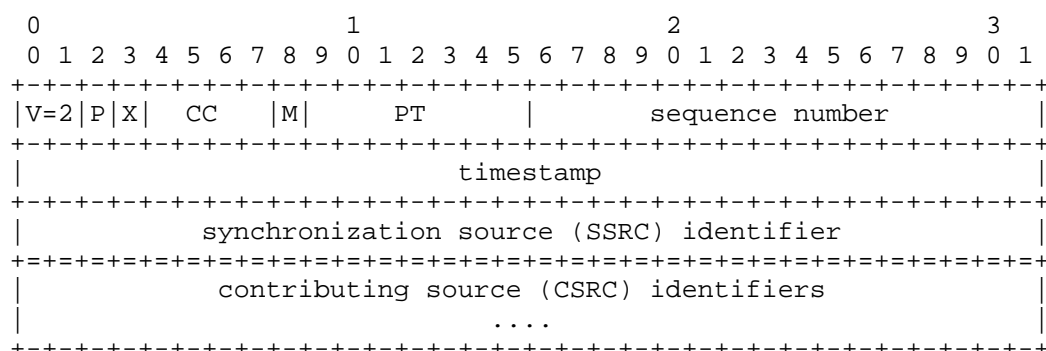 0                   1                   2                   3
 0 1 2 3 4 5 6 7 8 9 0 1 2 3 4 5 6 7 8 9 0 1 2 3 4 5 6 7 8 9 0 1
+-+-+-+-+-+-+-+-+-+-+-+-+-+-+-+-+-+-+-+-+-+-+-+-+-+-+-+-+-+-+-+-+
|V=2|P|X|  CC   |M|     PT      |       sequence number         |
+-+-+-+-+-+-+-+-+-+-+-+-+-+-+-+-+-+-+-+-+-+-+-+-+-+-+-+-+-+-+-+-+
|                           timestamp                           |
+-+-+-+-+-+-+-+-+-+-+-+-+-+-+-+-+-+-+-+-+-+-+-+-+-+-+-+-+-+-+-+-+
|           synchronization source (SSRC) identifier            |
+=+=+=+=+=+=+=+=+=+=+=+=+=+=+=+=+=+=+=+=+=+=+=+=+=+=+=+=+=+=+=+=+
|            contributing source (CSRC) identifiers             |
|                             ....                              |
+-+-+-+-+-+-+-+-+-+-+-+-+-+-+-+-+-+-+-+-+-+-+-+-+-+-+-+-+-+-+-+-+